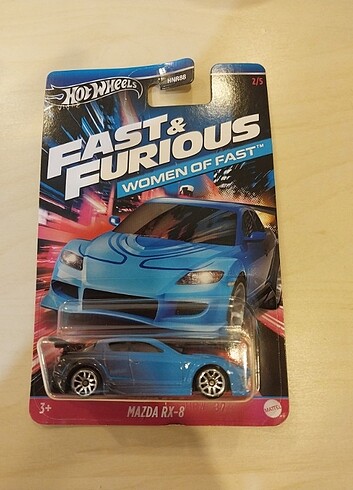 Hot Wheels
HNR88
2/5
FAST &
FURIOUS
WOMEN OF FAST™
3+
MAZDA RX-8
MATTEL